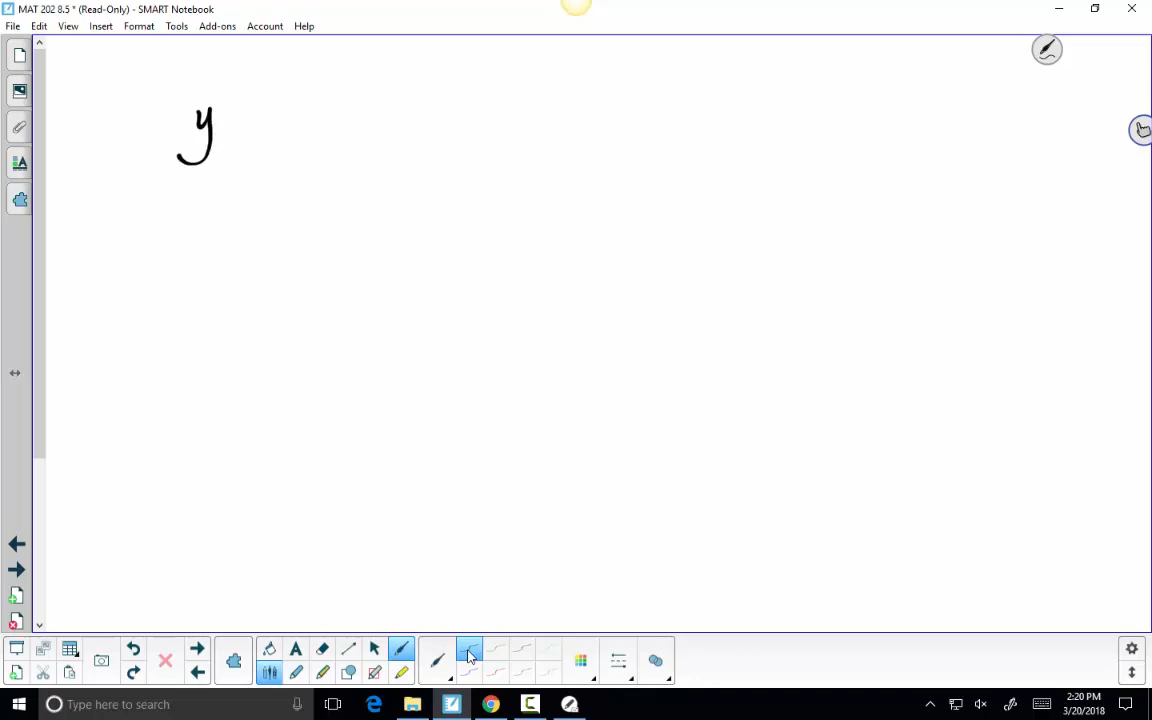 MAT 202 8.5 * (Read-Only) - SMART Notebook
File Edit View Insert Format Tools Add-ons Account Help
y
Type here to search
2:20 PM
3/20/2018